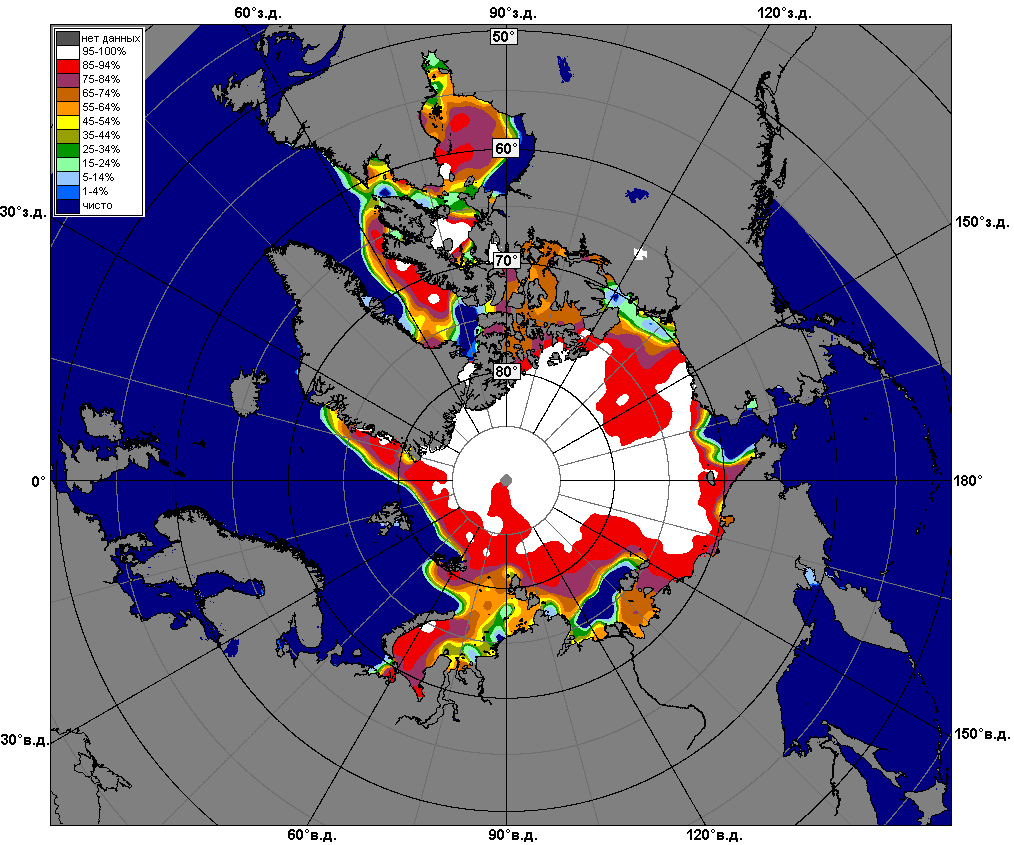 60°з.д.
90°з.д.
120°з.д.
нет данных
95-100%
85-94%
75-84%
65-74%
55-64%
45-54%
35-44%
25-34%
15-24%
5-14%
1-4%
чисто
50°
60°
30°з.д.
150°з.д.
70°
80°
0°
180°
30°в.д.
150°в.д.
60°в.д.
90°в.д.
120°в.д.